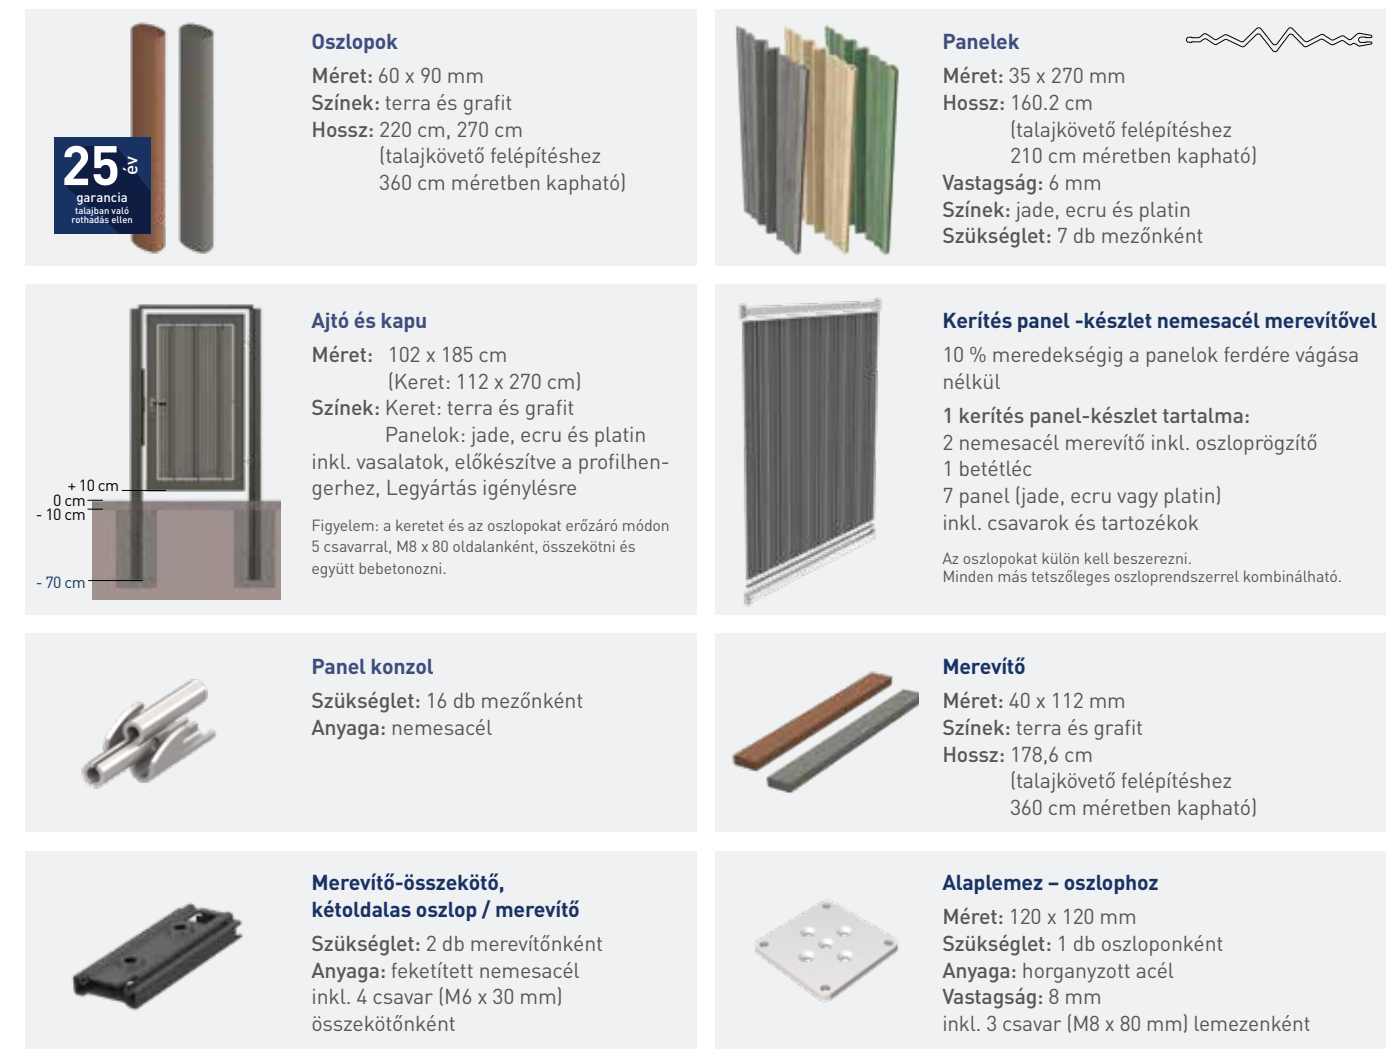 Oszlopok
Méret: 60 x 90 mm
Színek: terra és grafit
Hossz: 220 cm, 270 cm
(talajkövető felépítéshez
360 cm méretben kapható)
25 év
garancia
talajban való
rothadás ellen
Panelek
Méret: 35 x 270 mm
Hossz: 160.2 cm
(talajkövető felépítéshez
210 cm méretben kapható)
Vastagság: 6 mm
Színek: jade, ecru és platin
Szükséglet: 7 db mezőnként
Ajtó és kapu
Méret: 102 x 185 cm
(Keret: 112 x 270 cm)
Színek: Keret: terra és grafit
Panelok: jade, ecru és platin
inkl. vasalatok, előkészítve a profilhen-
gerhez, Legyártás igénylésre
Figyelem: a keretet és az oszlopokat erőzáró módon
5 csavarral, M8 x 80 oldalanként, összekötni és
együtt bebetonozni.
+ 10 cm
0 cm
- 10 cm
- 70 cm
Kerítés panel -készlet nemesacél merevítővel
10 % meredekségig a panelok ferdére vágása
nélkül
1 kerítés panel-készlet tartalma:
2 nemesacél merevítő inkl. oszloprögzítő
1 betétléc
7 panel (jade, ecru vagy platin)
inkl. csavarok és tartozékok
Az oszlopokat külön kell beszerezni.
Minden más tetszőleges oszloprendszerrel kombinálható.
Panel konzol
Szükséglet: 16 db mezőnként
Anyaga: nemesacél
Merevítő
Méret: 40 x 112 mm
Színek: terra és grafit
Hossz: 178,6 cm
(talajkövető felépítéshez
360 cm méretben kapható)
Merevítő-összekötő,
kétoldalas oszlop / merevítő
Szükséglet: 2 db merevítőnként
Anyaga: feketített nemesacél
inkl. 4 csavar (M6 x 30 mm)
összekötőnként
Alaplemez – oszlophoz
Méret: 120 x 120 mm
Szükséglet: 1 db oszloponként
Anyaga: horganyzott acél
Vastagság: 8 mm
inkl. 3 csavar (M8 x 80 mm) lemezenként